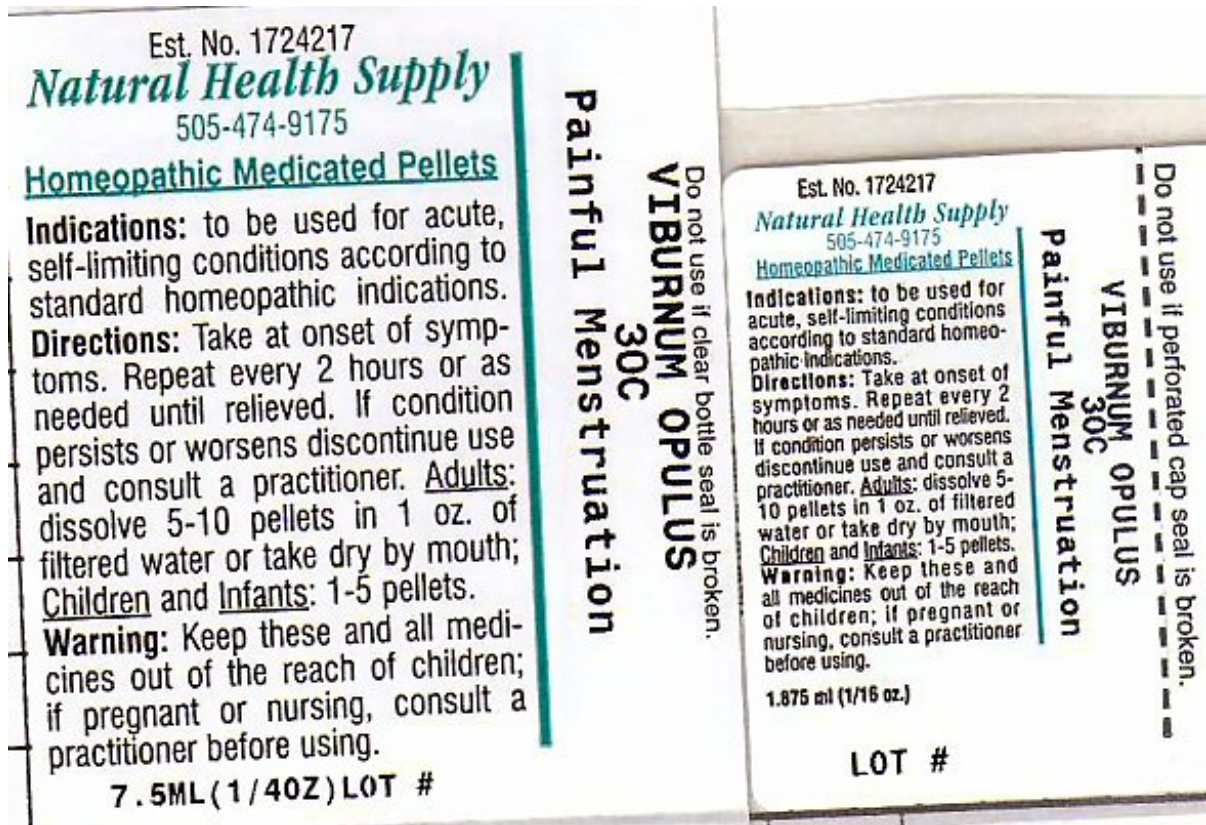 Est. No. 1724217
Natural Health Supply
505-474-9175
Homeopathic Medicated Pellets
Indications: to be used for acute,
self-limiting conditions according to
standard homeopathic indications.
Directions: Take at onset of symp-
toms. Repeat every 2 hours or as
needed until relieved. If condition
persists or worsens discontinue use
and consult a practitioner. Adults:
dissolve 5-10 pellets in 1 oz. of
filtered water or take dry by mouth;
Children and Infants: 1-5 pellets.
Warning: Keep these and all medi-
cines out of the reach of children;
if pregnant or nursing, consult a
practitioner before using.
7.5ML(1/4OZ)LOT #
Do not use if clear bottle seal is broken.
VIBURNUM OPULUS
30C
Painful Menstruation
Est. No. 1724217
Natural Health Supply
505-474-9175
Homeopathic Medicated Pellets
Indications: to be used for
acute, self-limiting conditions
according to standard homeo-
pathic indications.
Directions: Take at onset of
symptoms. Repeat every 2
hours or as needed until relieved.
If condition persists or worsens
discontinue use and consult a
practitioner. Adults: dissolve 5-
10 pellets in 1 oz. of filtered
water or take dry by mouth;
Children and Infants: 1-5 pellets.
Warning: Keep these and
all medicines out of the reach
of children; if pregnant or
nursing, consult a practitioner
before using.
1.875 ml (1/16 oz.)
LOT #
Do not use if perforated cap seal is broken.
VIBURNUM OPULUS
30C
Painful Menstruation